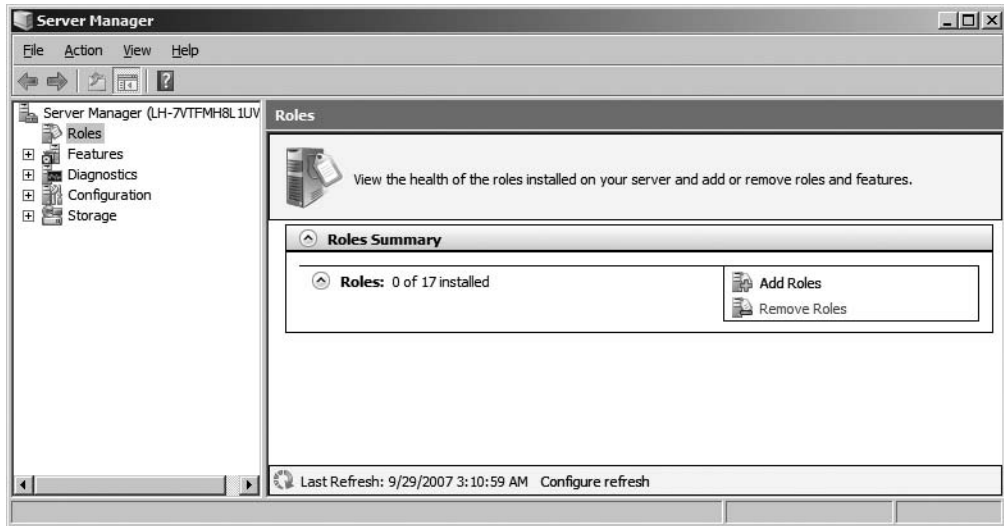 Server Manager
File Action View Help
Server Manager (LH-7VTFMH8L1UV
Roles
Features
Diagnostics
Configuration
Storage
Roles
View the health of the roles installed on your server and add or remove roles and features.
Roles Summary
Roles: 0 of 17 installed
Add Roles
Remove Roles
Last Refresh: 9/29/2007 3:10:59 AM Configure refresh